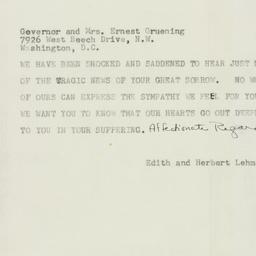 Governor and Mrs. Ernest Gruening
7926 West Beech Drive, N.W.
Washington, D.C.
WE HAVE BEEN SHOCKED AND SADDENED TO HEAR JUST
OF THE TRAGIC NEWS OF YOUR GREAT SORROW. NO
OF OURS CAN EXPRESS THE SYMPATHY WE FEEL FOR
WE WANT YOU TO KNOW THAT OUR HEARTS GO OUT
TO YOU IN YOUR SUFFERING. Affectionate
Edith and Herbert